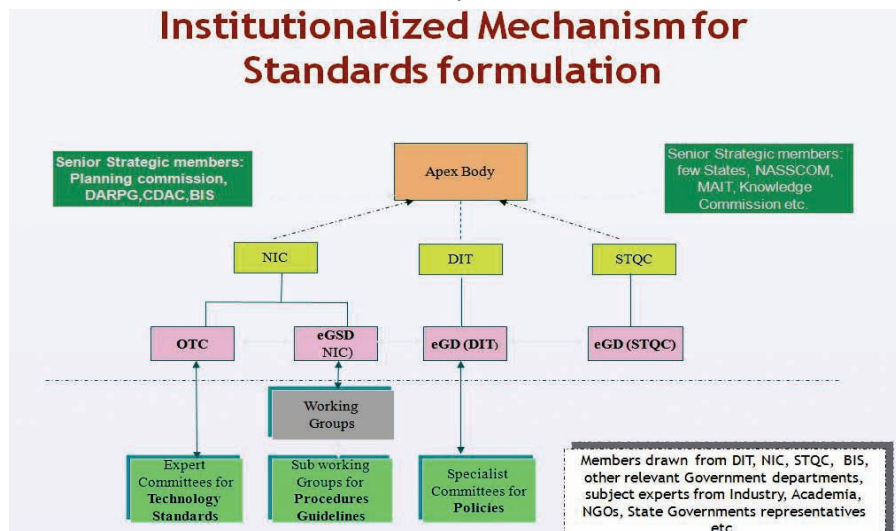 Institutionalized Mechanism for
Standards formulation
Senior Strategic members:
Planning commission,
DARPG,CDAC,BIS
Apex Body
Senior Strategic members:
few States, NASSCOM,
MAIT, Knowledge
Commission etc.
NIC
DIT
STQC
OTC
eGSD
NIC)
eGD (DIT)
eGD (STQC)
Working
Groups
Expert
Committees for
Technology
Standards
Sub working
Groups for
Procedures
Guidelines
Specialist
Committees for
Policies
Members drawn from DIT, NIC, STQC, BIS,
other relevant Government departments,
subject experts from Industry, Academia,
NGOs, State Governments representatives
etc